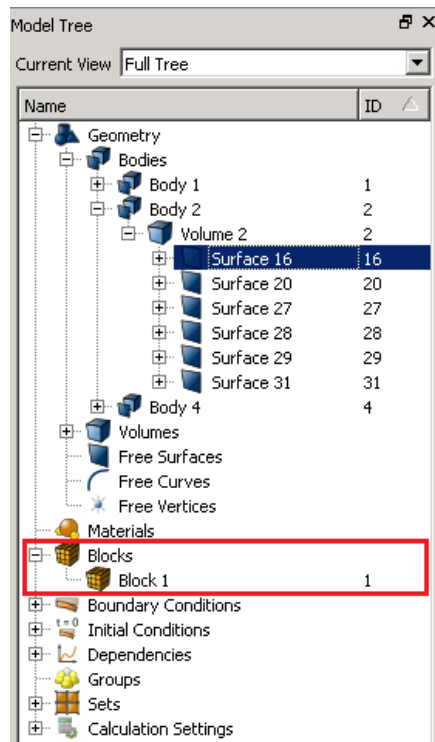 Model Tree
Current View Full Tree
Name ID
Geometry
Bodies
Body 1 1
Body 2 2
Volume 2 2
Surface 16 16
Surface 20 20
Surface 27 27
Surface 28 28
Surface 29 29
Surface 31 31
Body 4 4
Volumes
Free Surfaces
Free Curves
Free Vertices
Materials
Blocks
Block 1 1
Boundary Conditions
t=0 Initial Conditions
Dependencies
Groups
Sets
Calculation Settings